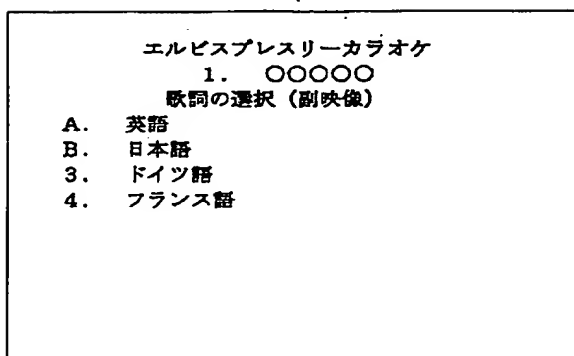 エルビスプレスリーカラオケ
1. ○○○○○
歌詞の選択（副映像）
A. 英語
B. 日本語
3. ドイツ語
4. フランス語